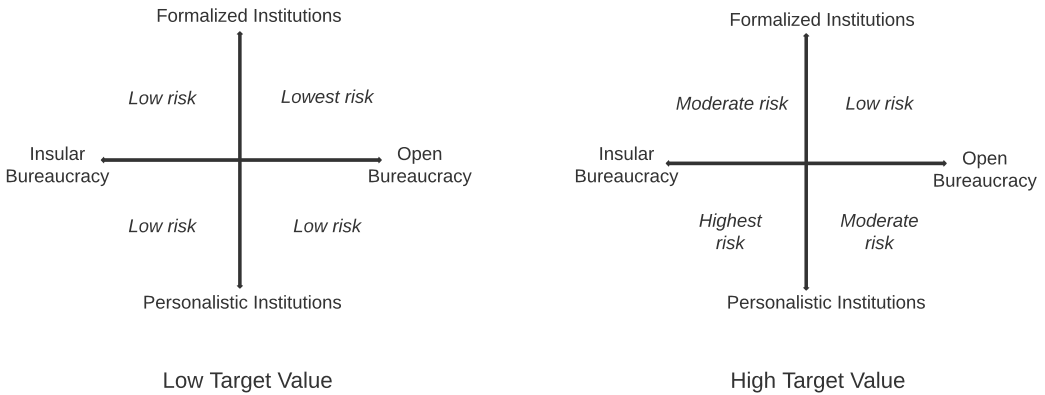 Formalized Institutions
Low risk
Lowest risk
Insular
Bureaucracy
Open
Bureaucracy
Low risk
Low risk
Personalistic Institutions
Low Target Value
Formalized Institutions
Moderate risk
Low risk
Insular
Bureaucracy
Open
Bureaucracy
Highest
risk
Moderate
risk
Personalistic Institutions
High Target Value